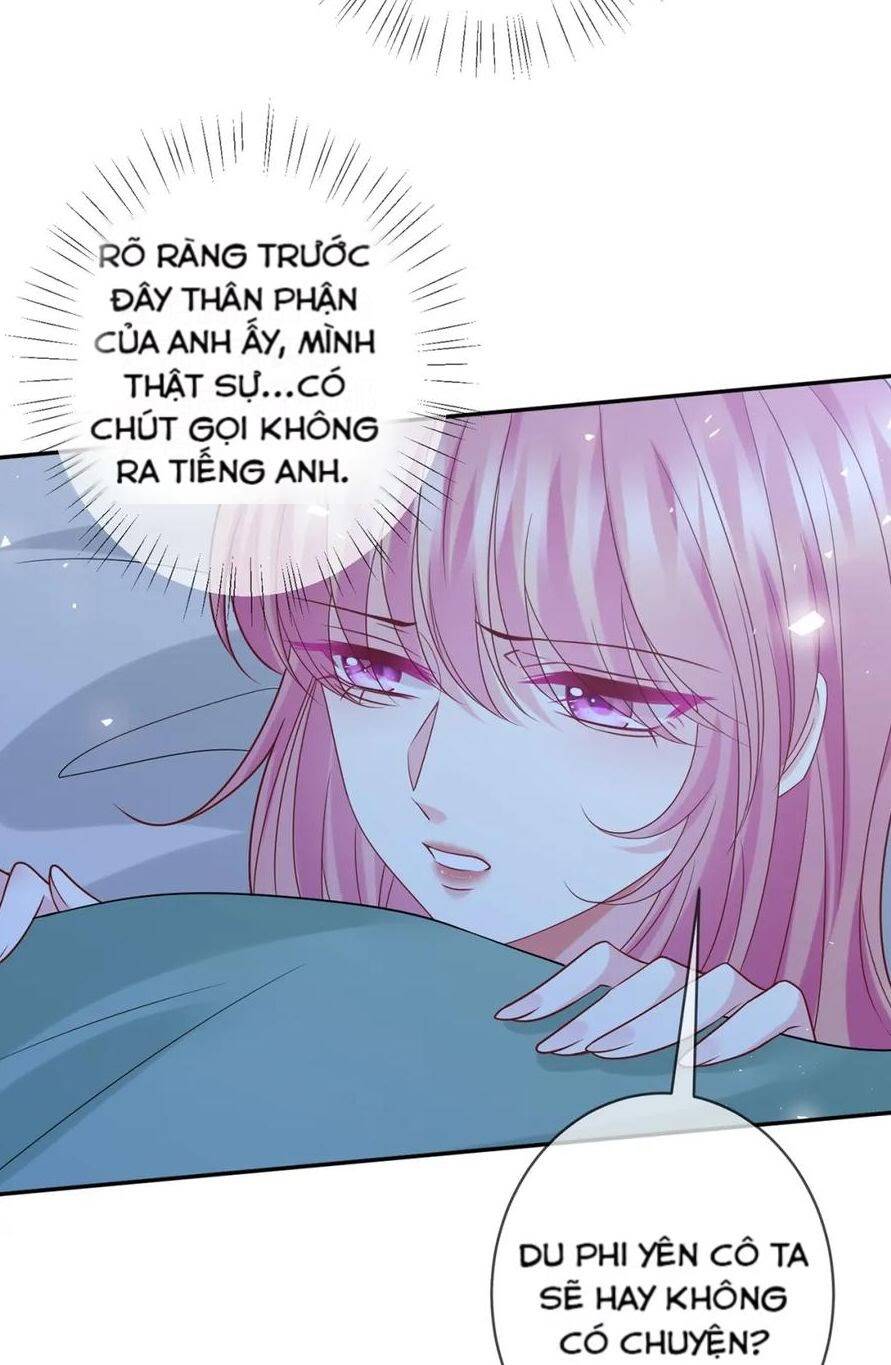 RÕ RÀNG TRƯỚC
ĐÂY THÂN PHẬN
CỦA ANH ẤY, MÌNH
THẬT SỰ...CÓ
CHÚT GỌI KHÔNG
RA TIẾNG ANH.
DU PHI YÊN CÔ TA
SẼ HAY KHÔNG
CÓ CHUYỆN?